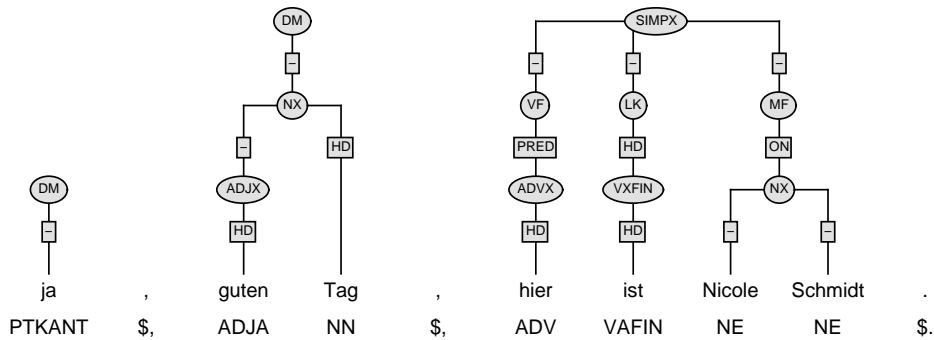 DM SIMPX
– – – –
NX VF LK MF
– HD PRED HD ON
DM ADJX ADVX VXFIN NX
– HD HD HD – –
ja , guten Tag , hier ist Nicole Schmidt .
PTKANT $, ADJA NN $, ADV VAFIN NE NE $.